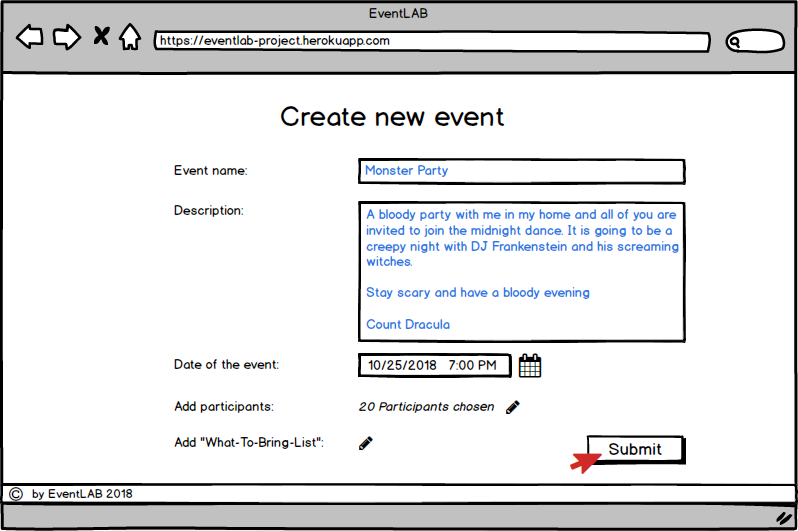 EventLAB
https://eventlab-project.herokuapp.com
Create new event
Event name:
Monster Party
Description:
A bloody party with me in my home and all of you are
invited to join the midnight dance. It is going to be a
creepy night with DJ Frankenstein and his screaming
witches.
Stay scary and have a bloody evening
Count Dracula
Date of the event:
10/25/2018 7:00 PM
Add participants:
20 Participants chosen
Add "What-To-Bring-List":
Submit
© by EventLAB 2018